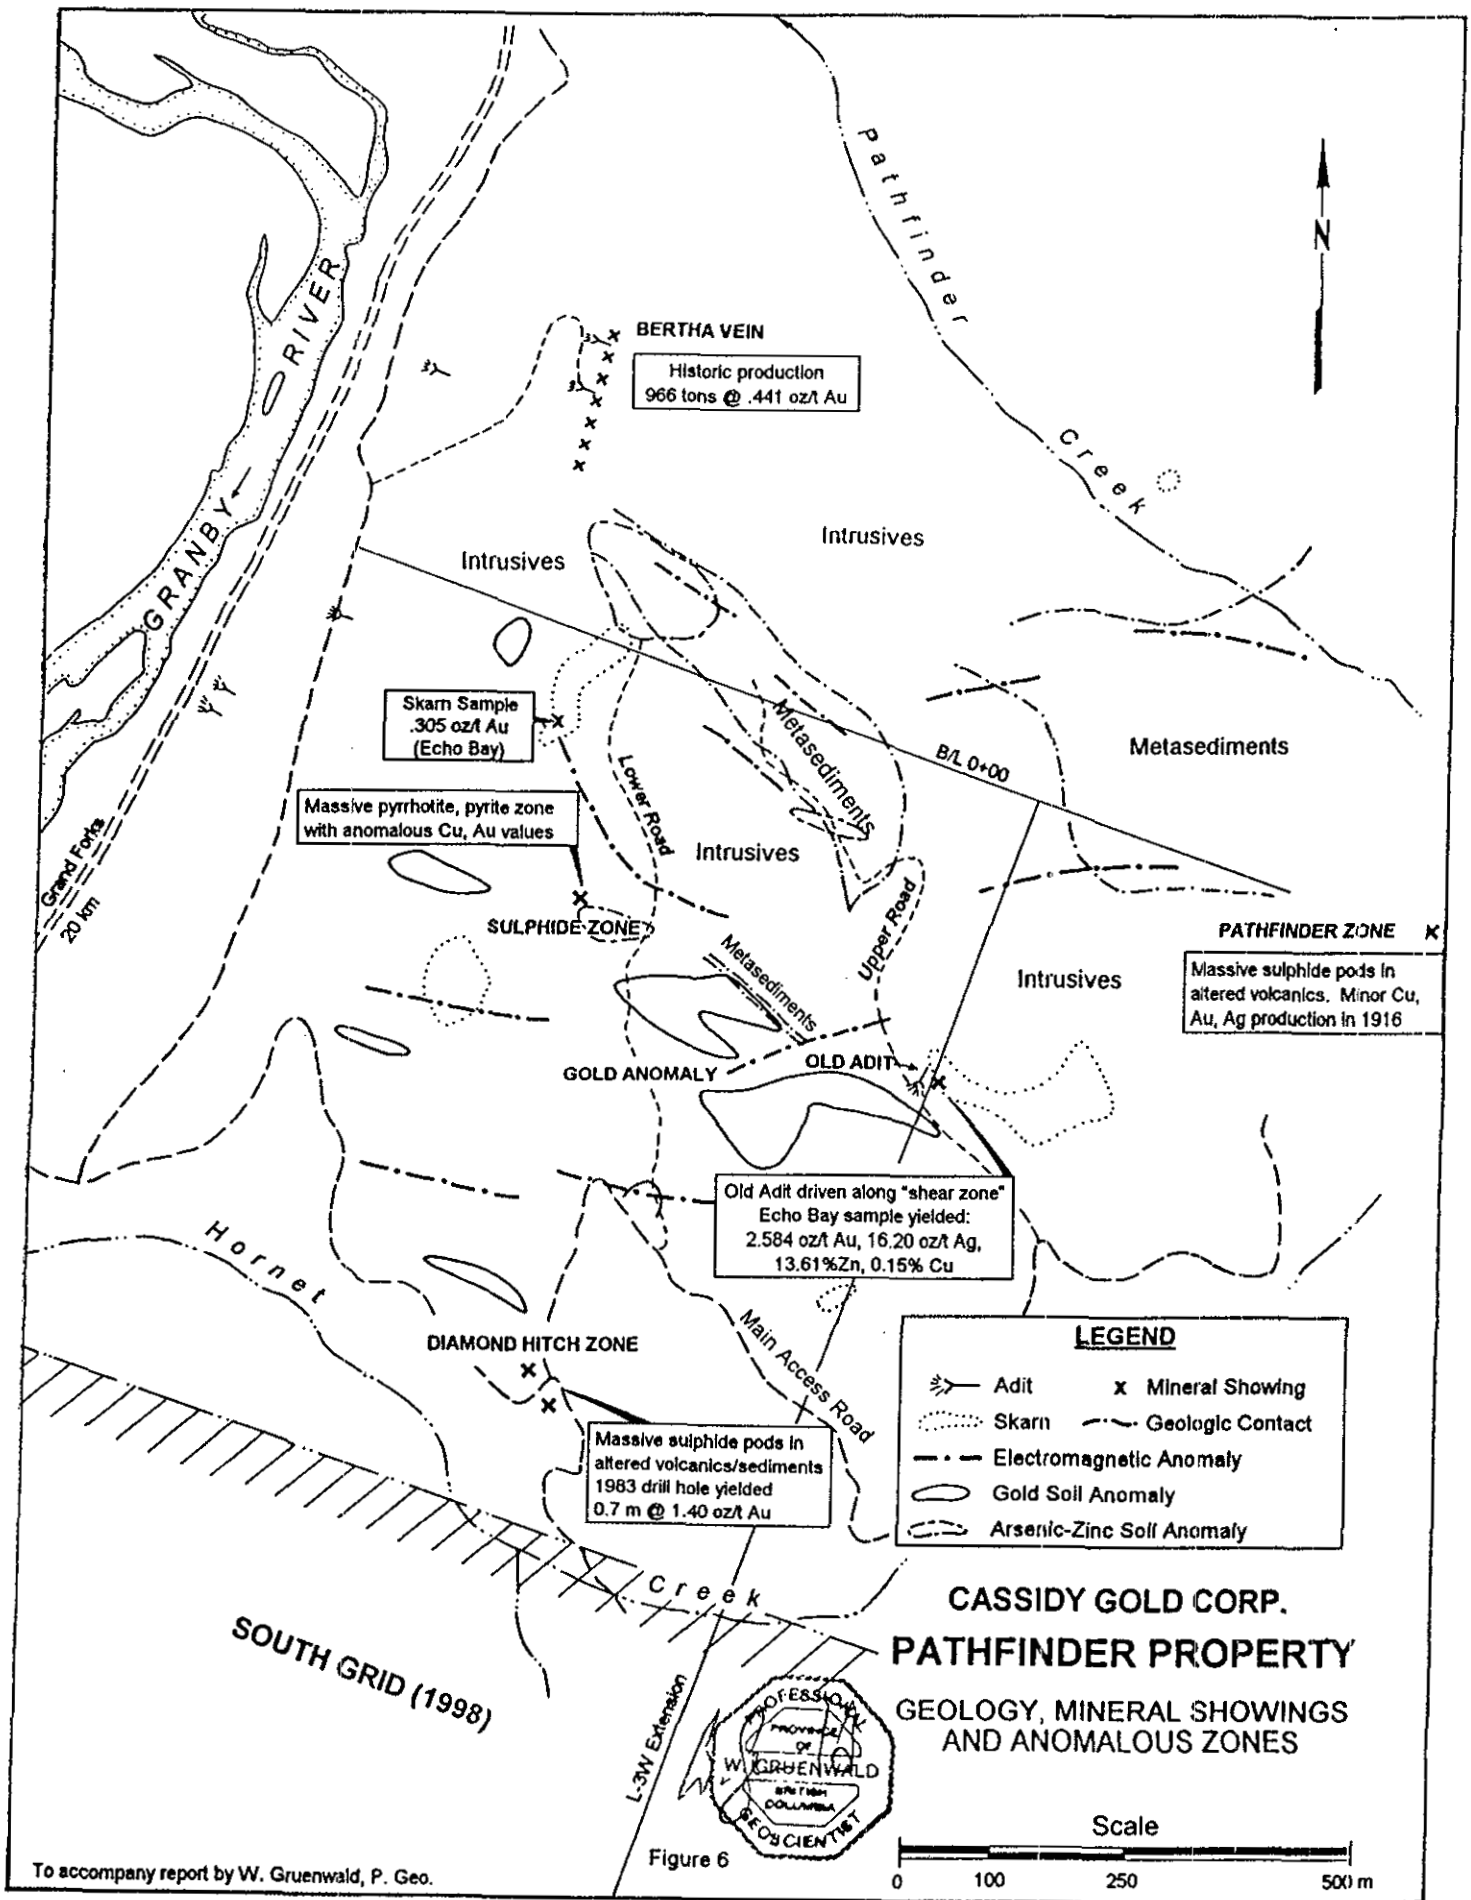 Pathfinder
Creek
N
RIVER
GRANBY
BERTHA VEIN
Historic production
966 tons @ .441 oz/t Au
Intrusives
Intrusives
Skarn Sample
.305 oz/t Au
(Echo Bay)
Metasediments
Metasediments
B/L 0+00
Lower Road
Massive pyrrhotite, pyrite zone
with anomalous Cu, Au values
Intrusives
Grand Forks
20 km
Upper Road
SULPHIDE ZONE
PATHFINDER ZONE x
Massive sulphide pods in
altered volcanics. Minor Cu,
Au, Ag production in 1916
Metasediments
Intrusives
GOLD ANOMALY
OLD ADIT
Old Adit driven along "shear zone"
Echo Bay sample yielded:
2.584 oz/t Au, 16.20 oz/t Ag,
13.61%Zn, 0.15% Cu
Hornet
DIAMOND HITCH ZONE
Main Access Road
Massive sulphide pods in
altered volcanics/sediments
1983 drill hole yielded
0.7 m @ 1.40 oz/t Au
Creek
LEGEND
Adit
x Mineral Showing
Skarn
Geologic Contact
Electromagnetic Anomaly
Gold Soil Anomaly
Arsenic-Zinc Soil Anomaly
CASSIDY GOLD CORP.
PATHFINDER PROPERTY
GEOLOGY, MINERAL SHOWINGS
AND ANOMALOUS ZONES
SOUTH GRID (1998)
L-3W Extension
PROFESSIONAL
PROVINCE
OF
W. GRUENWALD
BRITISH
COLUMBIA
GEOSCIENTIST
Scale
0 100 250 500 m
Figure 6
To accompany report by W. Gruenwald, P. Geo.